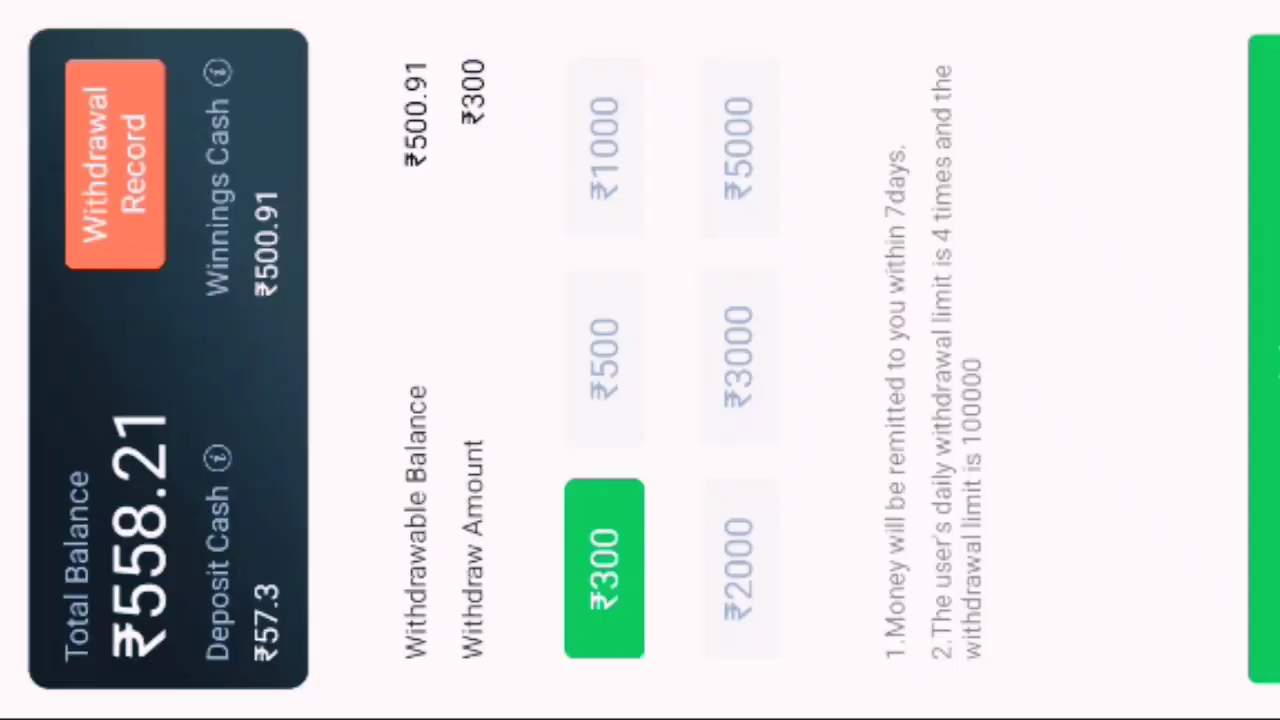 Total Balance
₹558.21
Withdrawal
Record
Deposit Cash
Winnings Cash
₹57.3
₹500.91
Withdrawable Balance
₹500.91
Withdraw Amount
₹300
₹300
₹500
₹1000
₹2000
₹3000
₹5000
1.Money will be remitted to you within 7days.
2.The user's daily withdrawal limit is 4 times and the
withdrawal limit is 100000